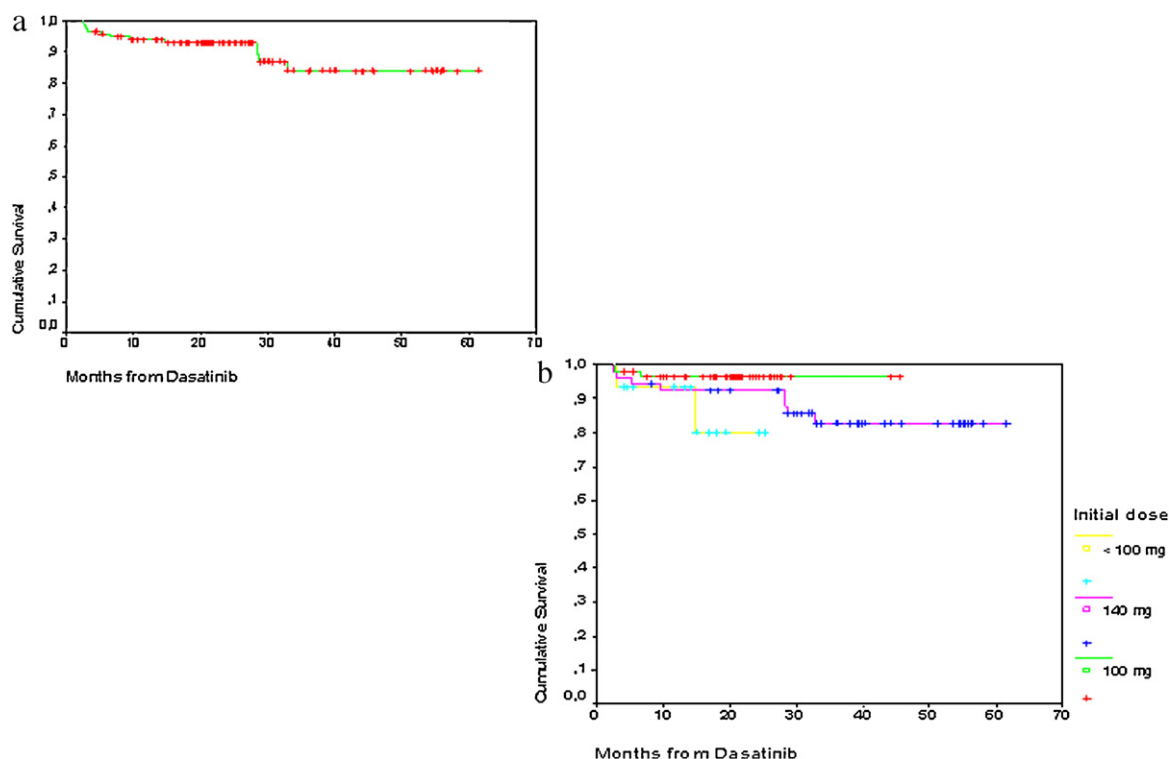 a
1,0
,9
,8
,7
,6
,5
,4
,3
,2
,1
0,0
Cumulative Survival
0 10 20 30 40 50 60 70
Months from Dasatinib
b
1,0
,9
,8
,7
,6
,5
,4
,3
,2
,1
0,0
Cumulative Survival
0 10 20 30 40 50 60 70
Months from Dasatinib
Initial dose
< 100 mg
140 mg
100 mg